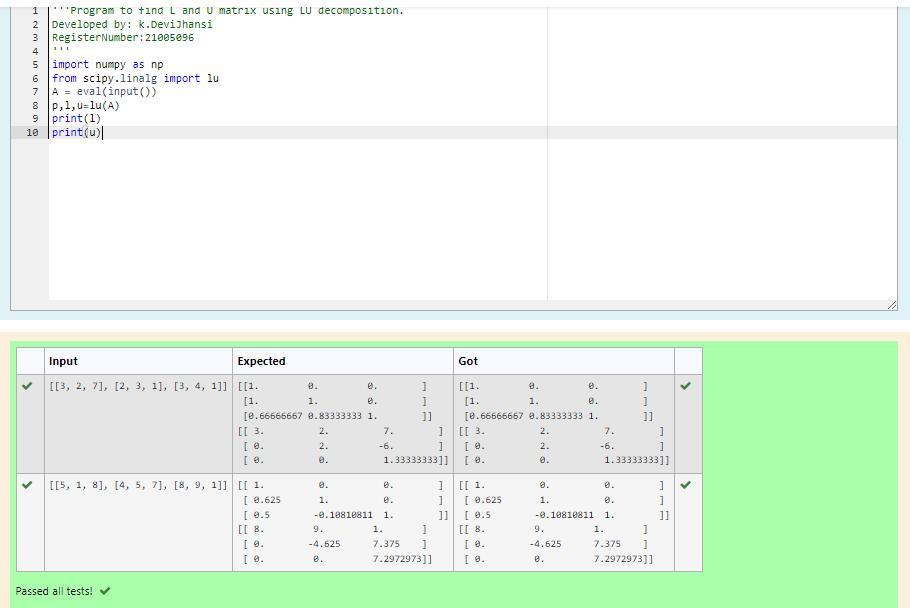 1 '''Program to find L and U matrix using LU decomposition.
2 Developed by: k.DeviJhansi
3 RegisterNumber:21005096
4 '''
5 import numpy as np
6 from scipy.linalg import lu
7 A = eval(input())
8 p,l,u=lu(A)
9 print(l)
10 print(u)
Input Expected Got
[[3, 2, 7], [2, 3, 1], [3, 4, 1]] [[1. 0. 0. ] [[1. 0. 0. ]
[1. 1. 0. ] [1. 1. 0. ]
[0.66666667 0.83333333 1. ]] [0.66666667 0.83333333 1. ]]
[[ 3. 2. 7. ] [[ 3. 2. 7. ]
[ 0. 2. -6. ] [ 0. 2. -6. ]
[ 0. 0. 1.33333333]] [ 0. 0. 1.33333333]]
[[5, 1, 8], [4, 5, 7], [8, 9, 1]] [[ 1. 0. 0. ] [[ 1. 0. 0. ]
[ 0.625 1. 0. ] [ 0.625 1. 0. ]
[ 0.5 -0.10810811 1. ]] [ 0.5 -0.10810811 1. ]]
[[ 8. 9. 1. ] [[ 8. 9. 1. ]
[ 0. -4.625 7.375 ] [ 0. -4.625 7.375 ]
[ 0. 0. 7.2972973]] [ 0. 0. 7.2972973]]
Passed all tests!